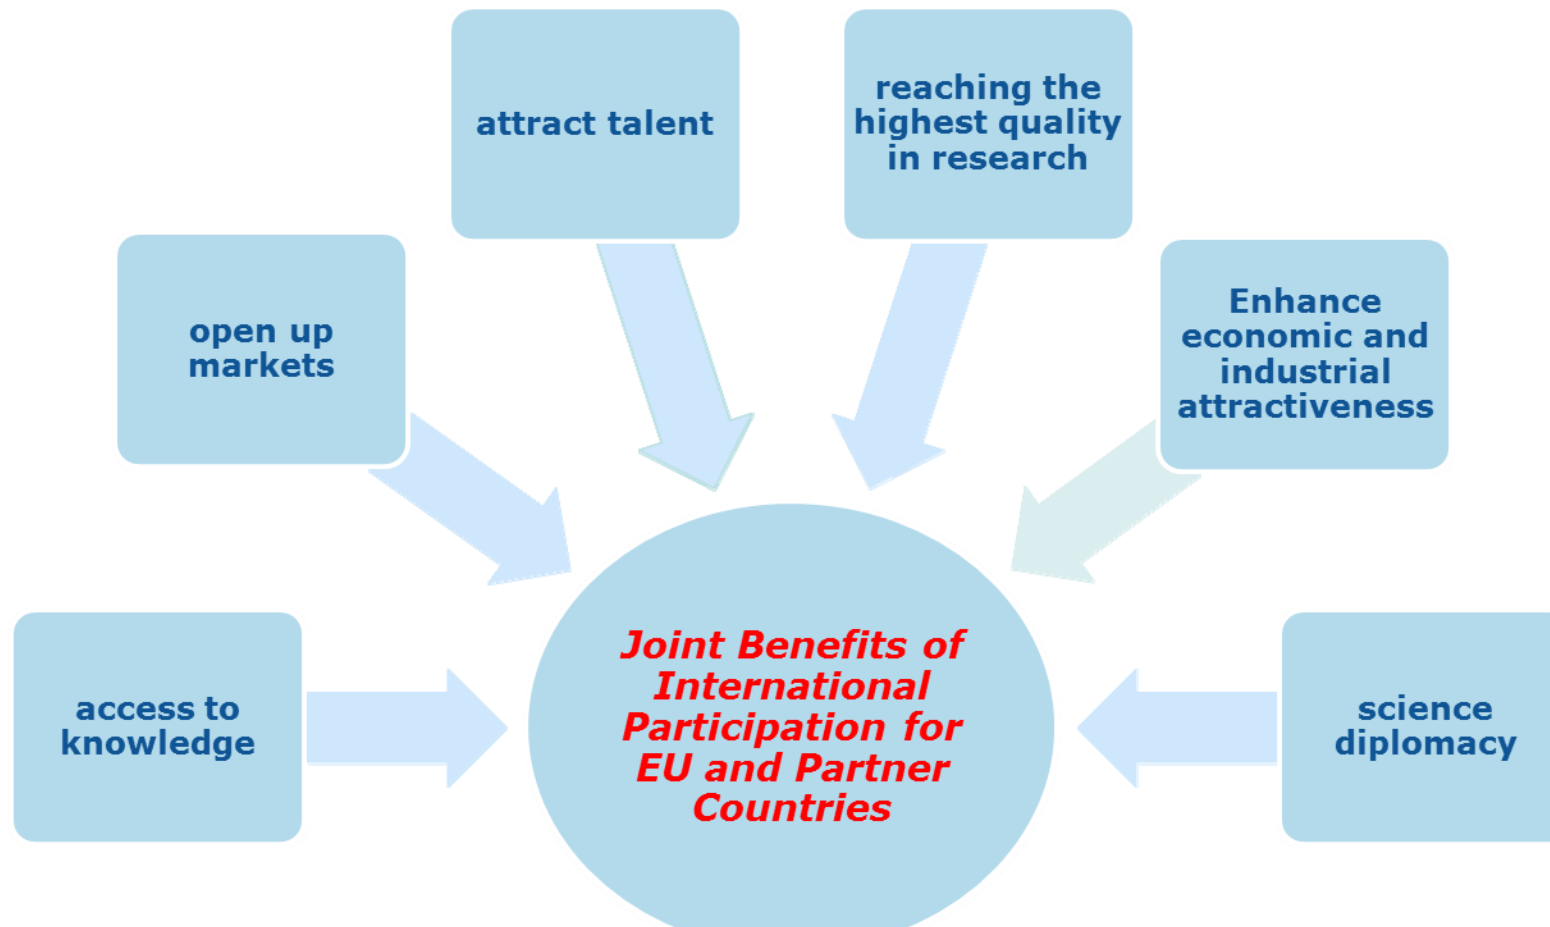 attract talent
reaching the
highest quality
in research
open up
markets
Enhance
economic and
industrial
attractiveness
access to
knowledge
Joint Benefits of
International
Participation for
EU and Partner
Countries
science
diplomacy